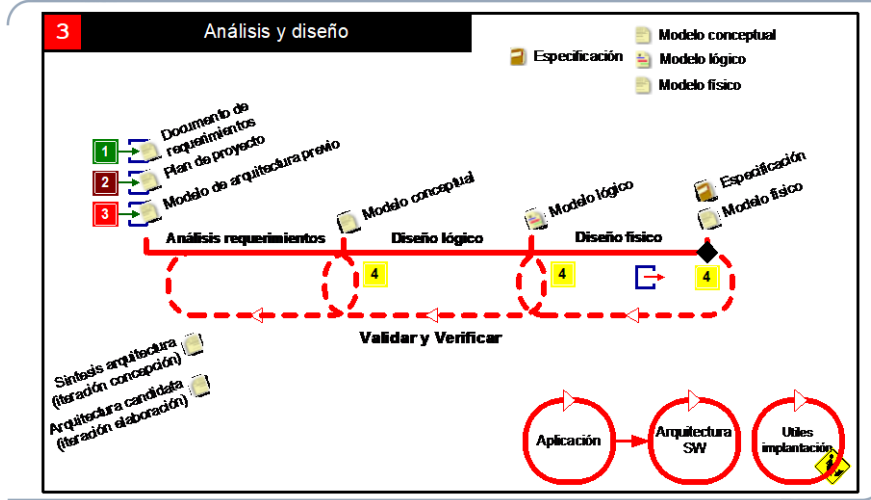 3
Análisis y diseño
Modelo conceptual
Especificación
Modelo lógico
Modelo físico
1
Documento de
requerimientos
2
Plan de proyecto
3
Modelo de arquitectura previo
Modelo conceptual
Modelo lógico
Especificación
Modelo físico
Análisis requerimientos
Diseño lógico
Diseño físico
4
4
4
Validar y Verificar
Síntesis arquitectura
(iteración concepción)
Arquitectura candidata
(iteración elaboración)
Aplicación
Arquitectura
SW
Utiles
implantación